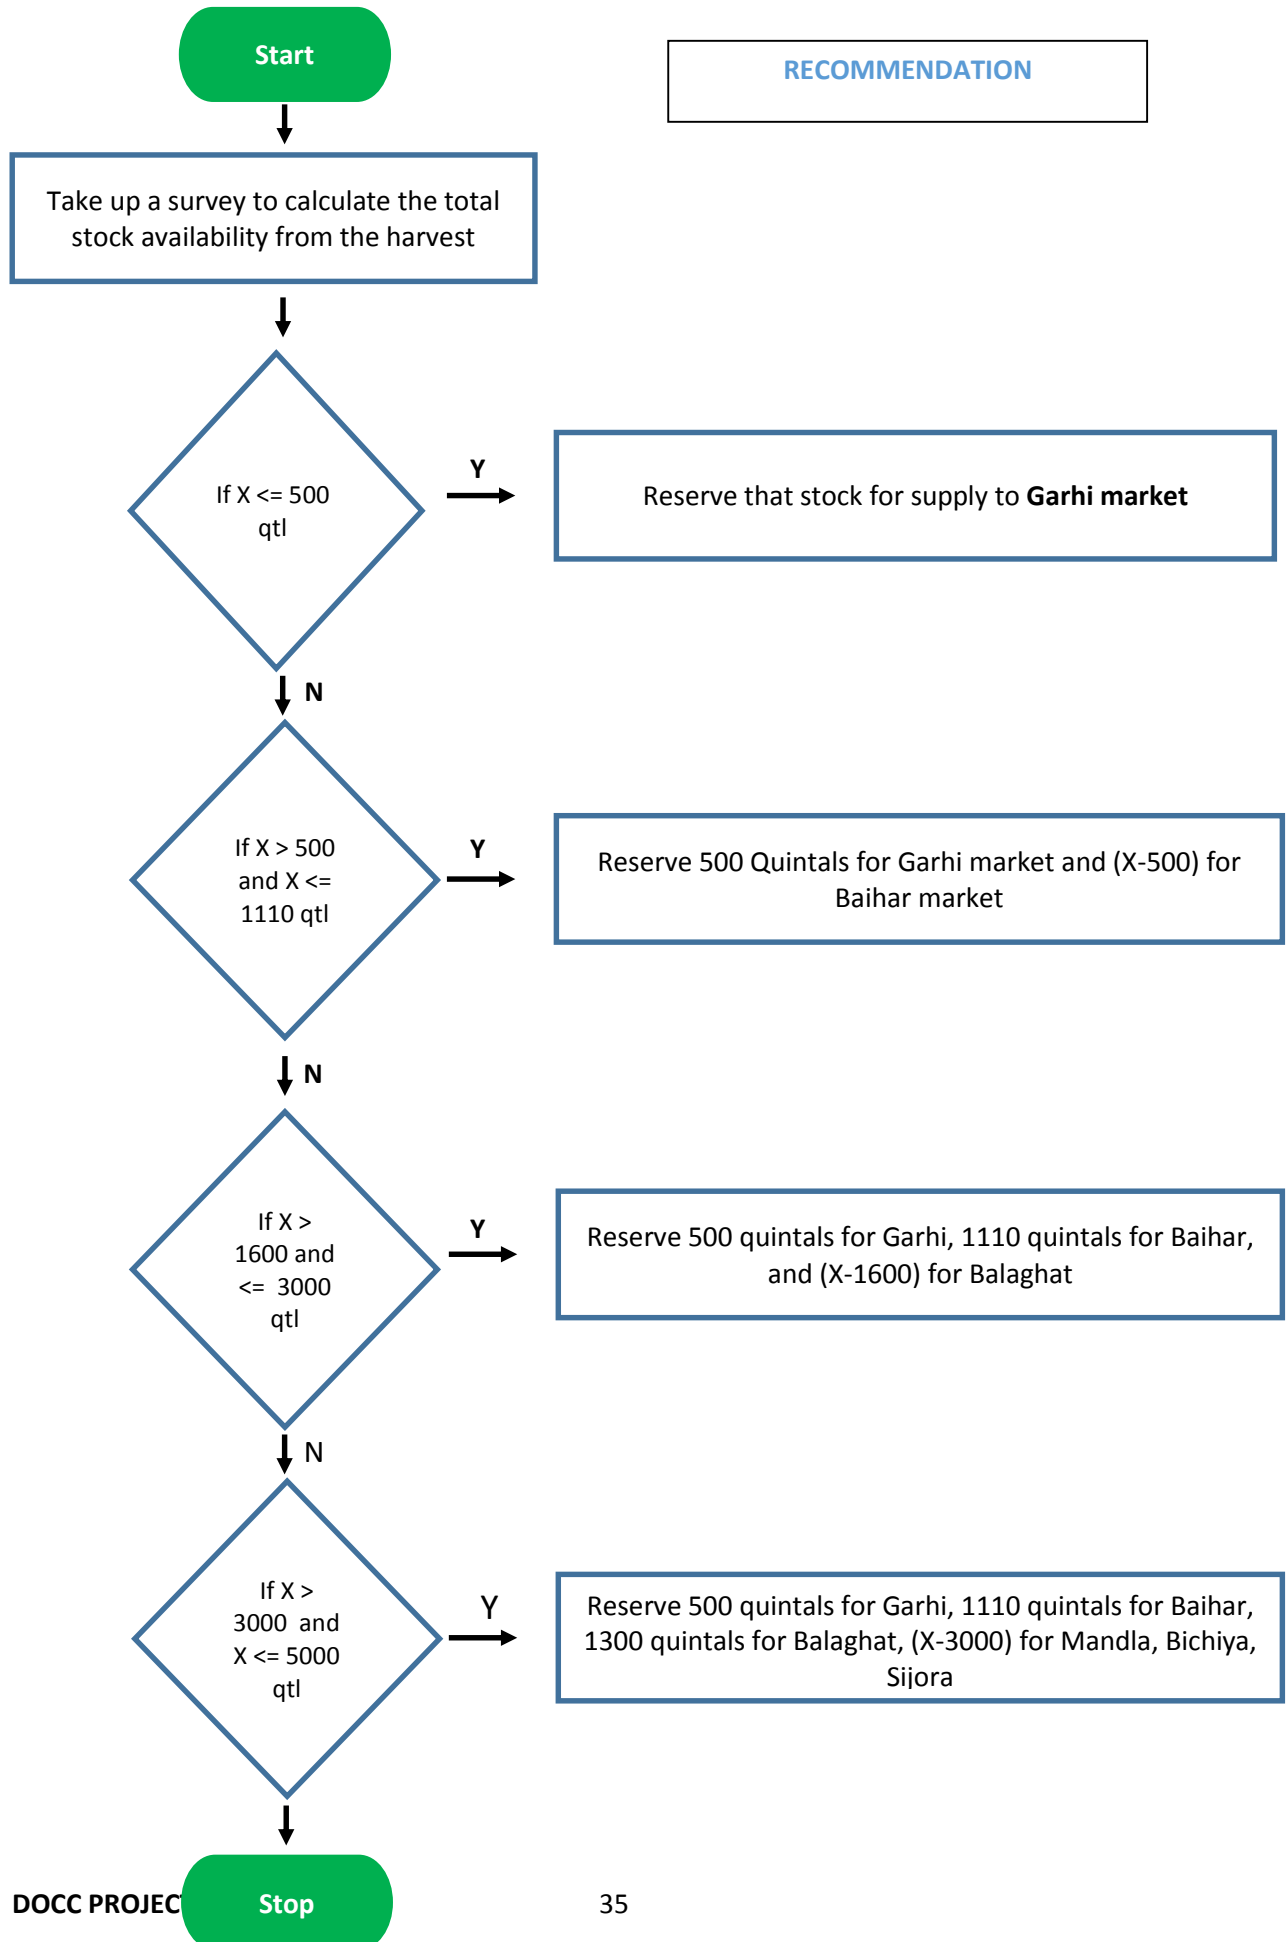 Start
RECOMMENDATION
Take up a survey to calculate the total
stock availability from the harvest
If X <= 500
qtl
Y
Reserve that stock for supply to Garhi market
N
If X > 500
and X <=
1110 qtl
Y
Reserve 500 Quintals for Garhi market and (X-500) for
Baihar market
N
If X >
1600 and
<=  3000
qtl
Y
Reserve 500 quintals for Garhi, 1110 quintals for Baihar,
and (X-1600) for Balaghat
N
If X >
3000  and
X <= 5000
qtl
Y
Reserve 500 quintals for Garhi, 1110 quintals for Baihar,
1300 quintals for Balaghat, (X-3000) for Mandla, Bichiya,
Sijora
Stop
DOCC PROJEC
35